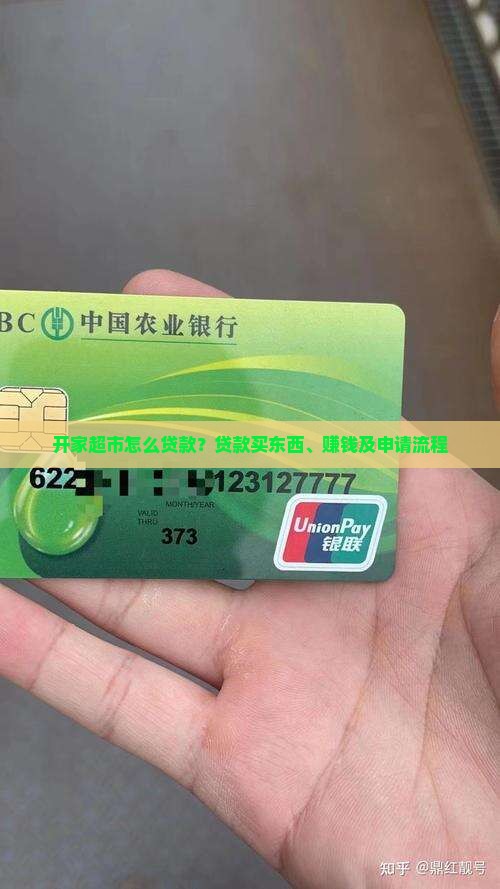 BC 中国农业银行
开家超市怎么贷款？贷款买东西、赚钱及申请流程
622 123127777
MONTH/YEAR
VALID
THRU
373
UnionPay
银联
知乎 @鼎红靓号